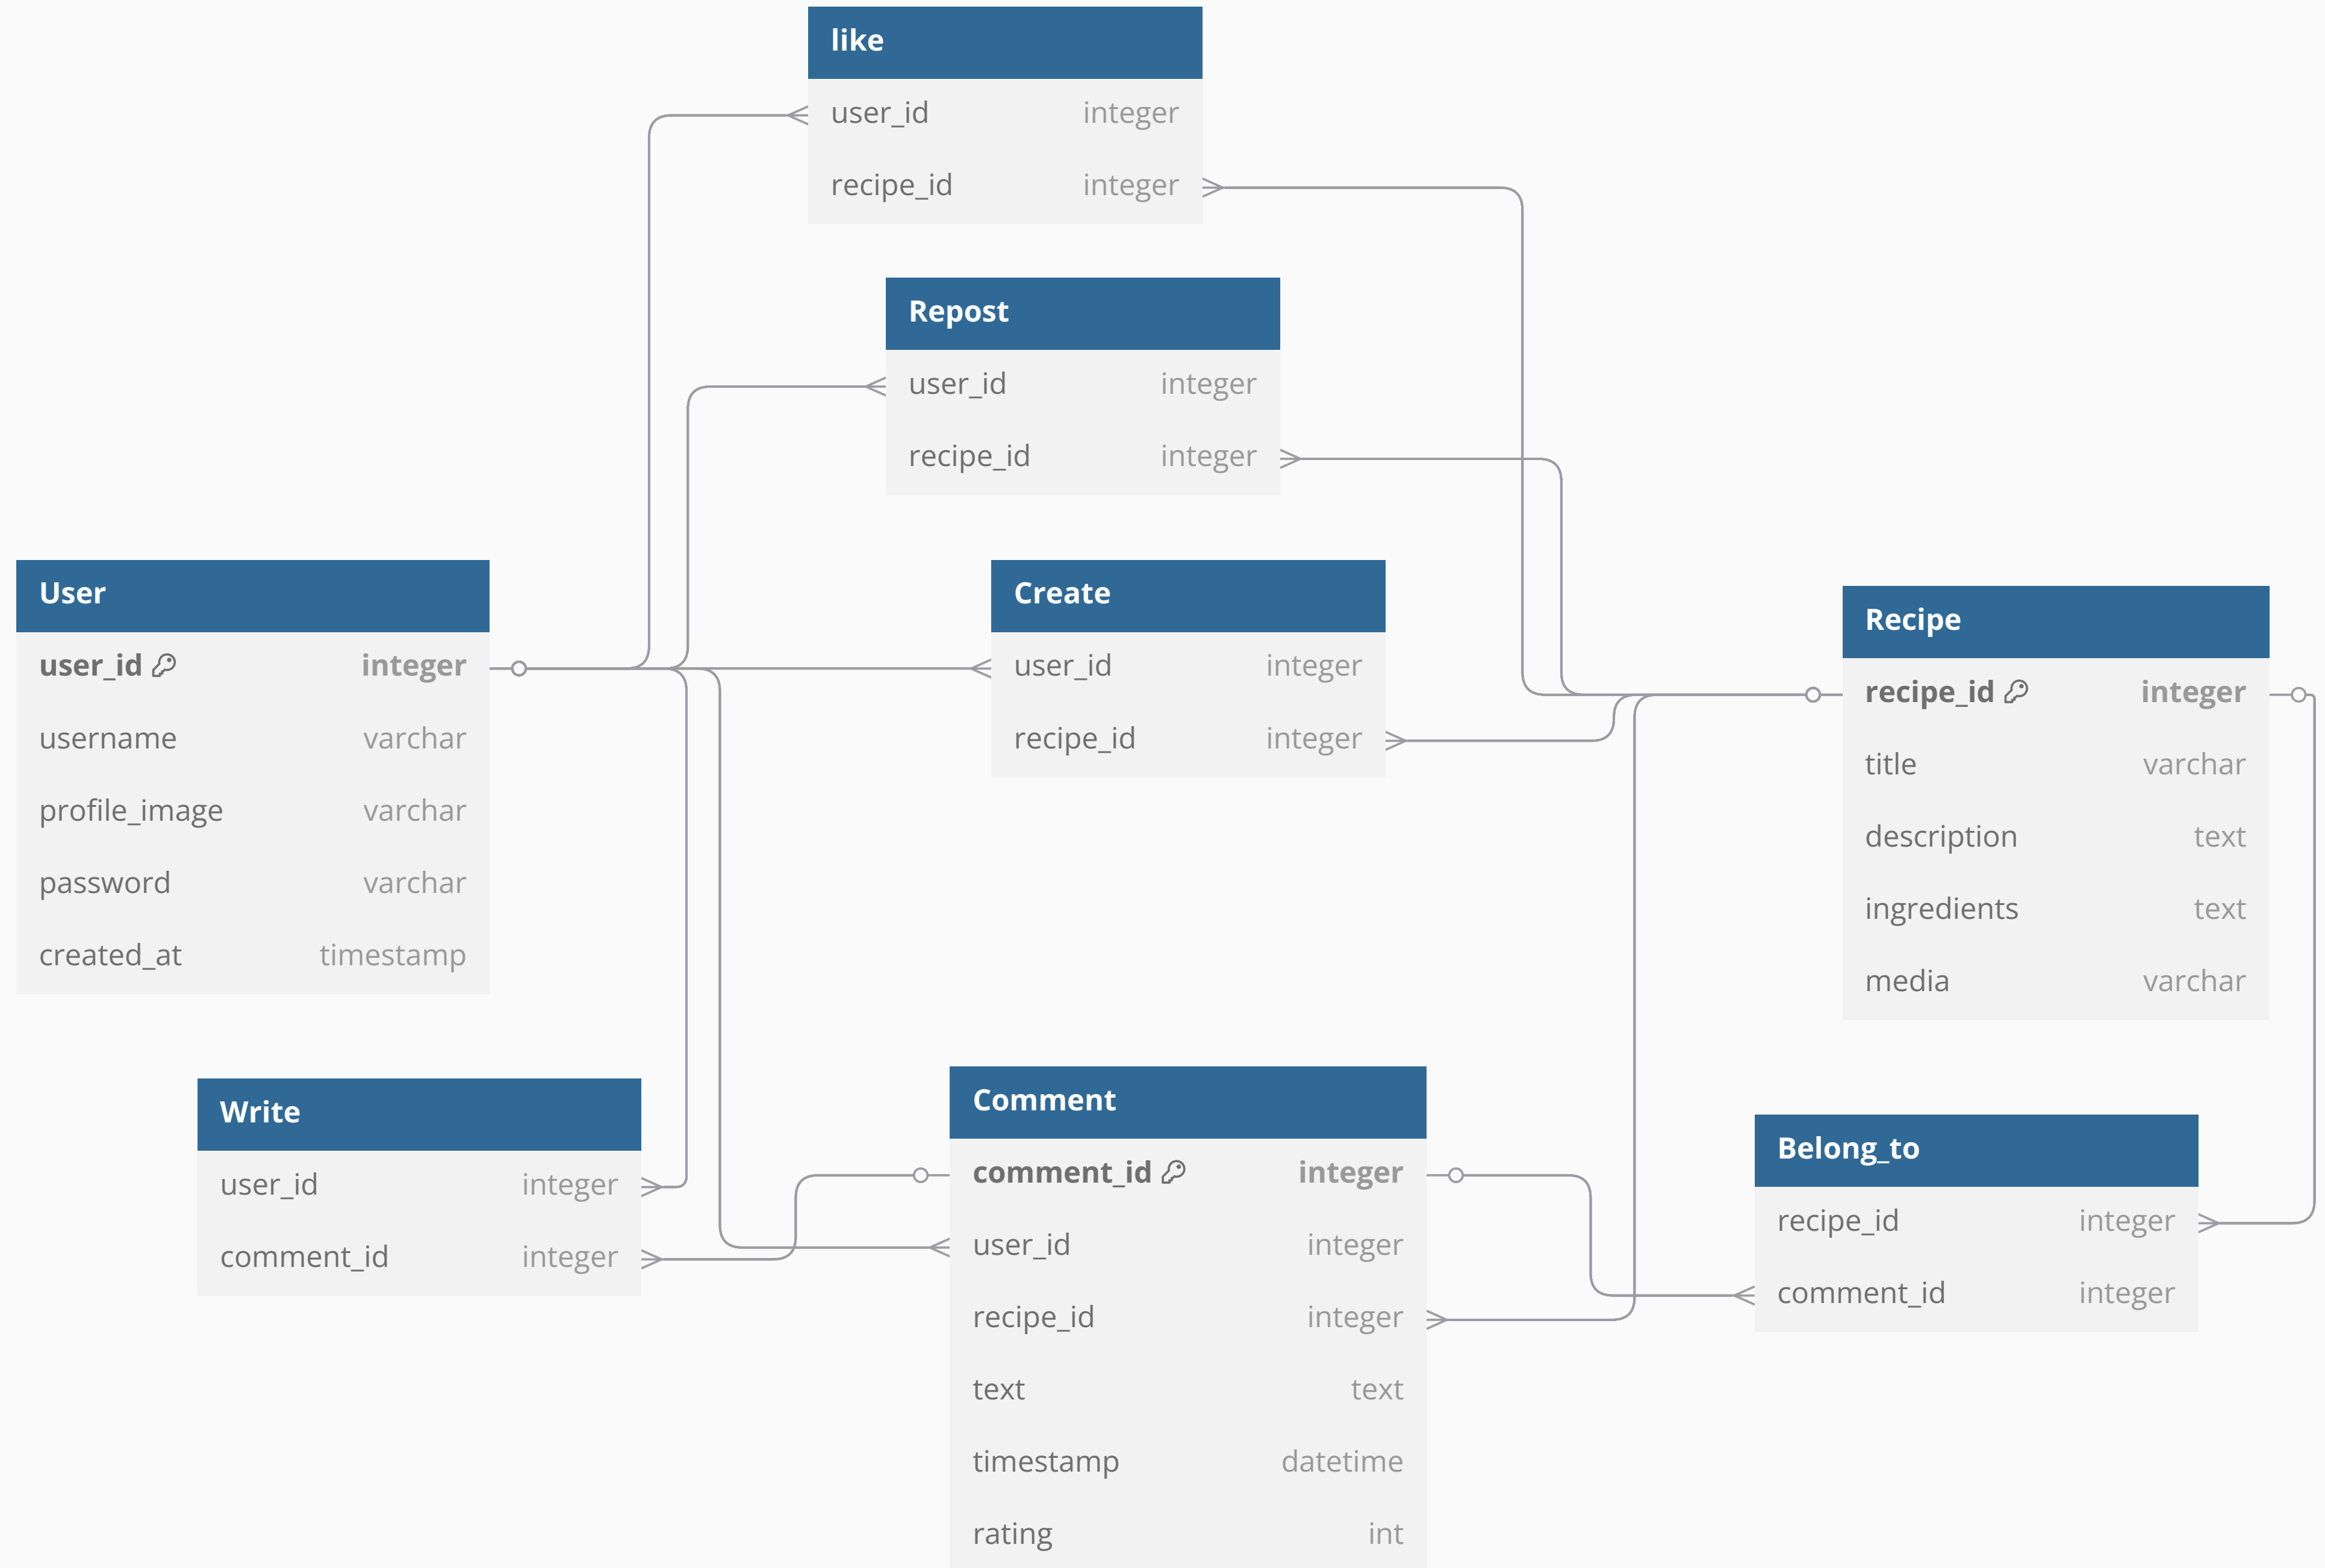 like
user_id integer
recipe_id integer
Repost
user_id integer
recipe_id integer
User
user_id integer
username varchar
profile_image varchar
password varchar
created_at timestamp
Create
user_id integer
recipe_id integer
Recipe
recipe_id integer
title varchar
description text
ingredients text
media varchar
Write
user_id integer
comment_id integer
Comment
comment_id integer
user_id integer
recipe_id integer
text text
timestamp datetime
rating int
Belong_to
recipe_id integer
comment_id integer